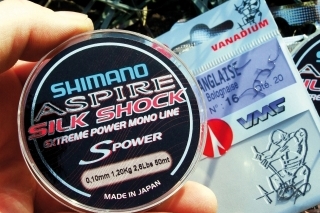 SHIMANO
ASPIRE
SILK SHOCK
EXTREME POWER MONO LINE
S POWER
0,10mm 1,20Kg 2,6Lbs 50mt
MADE IN JAPAN
VANADIUM
ANGLAISE
Bolognaise
N° 16
20
VMC